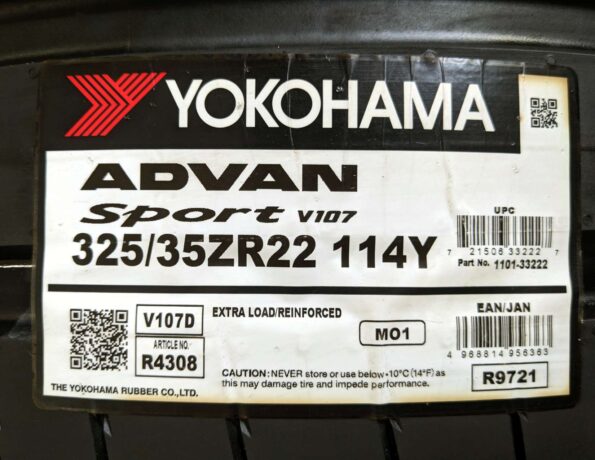 YOKOHAMA
ADVAN
Sport V107
325/35ZR22 114Y
UPC
7 21506 33222 7
Part No. 1101-33222
V107D
EXTRA LOAD/REINFORCED
MO1
EAN/JAN
4 968814 956363
ARTICLE NO.
R4308
R9721
CAUTION: NEVER store or use below -10°C (14°F) as
this may damage tire and impede performance.
THE YOKOHAMA RUBBER CO., LTD.